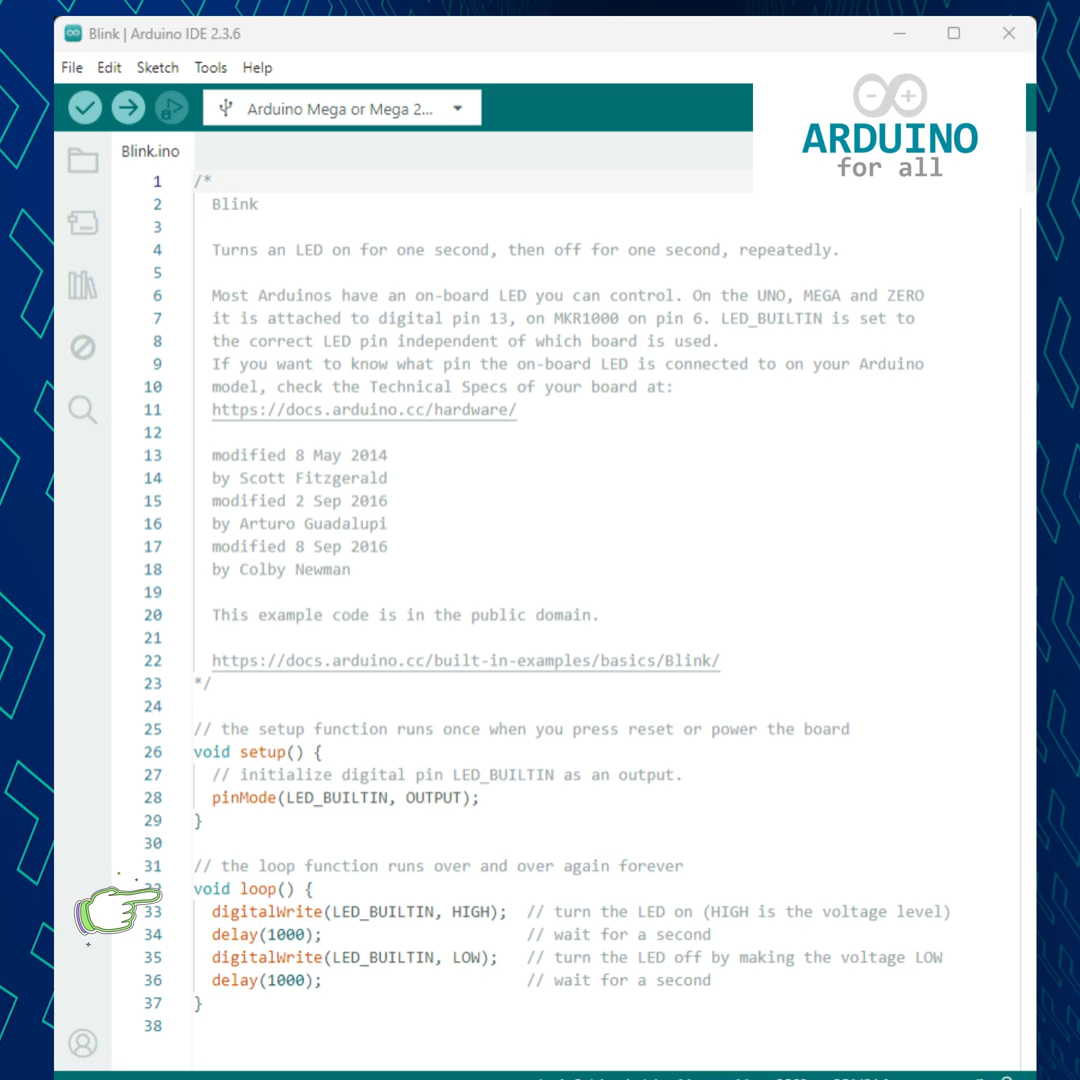 Blink | Arduino IDE 2.3.6
File Edit Sketch Tools Help
Arduino Mega or Mega 2...
ARDUINO
for all
Blink.ino
1 /*
2 Blink
3
4 Turns an LED on for one second, then off for one second, repeatedly.
5
6 Most Arduinos have an on-board LED you can control. On the UNO, MEGA and ZERO
7 it is attached to digital pin 13, on MKR1000 on pin 6. LED_BUILTIN is set to
8 the correct LED pin independent of which board is used.
9 If you want to know what pin the on-board LED is connected to on your Arduino
10 model, check the Technical Specs of your board at:
11 https://docs.arduino.cc/hardware/
12
13 modified 8 May 2014
14 by Scott Fitzgerald
15 modified 2 Sep 2016
16 by Arturo Guadalupi
17 modified 8 Sep 2016
18 by Colby Newman
19
20 This example code is in the public domain.
21
22 https://docs.arduino.cc/built-in-examples/basics/Blink/
23 */
24
25 // the setup function runs once when you press reset or power the board
26 void setup() {
27 // initialize digital pin LED_BUILTIN as an output.
28 pinMode(LED_BUILTIN, OUTPUT);
29 }
30
31 // the loop function runs over and over again forever
32 void loop() {
33 digitalWrite(LED_BUILTIN, HIGH); // turn the LED on (HIGH is the voltage level)
34 delay(1000); // wait for a second
35 digitalWrite(LED_BUILTIN, LOW); // turn the LED off by making the voltage LOW
36 delay(1000); // wait for a second
37 }
38